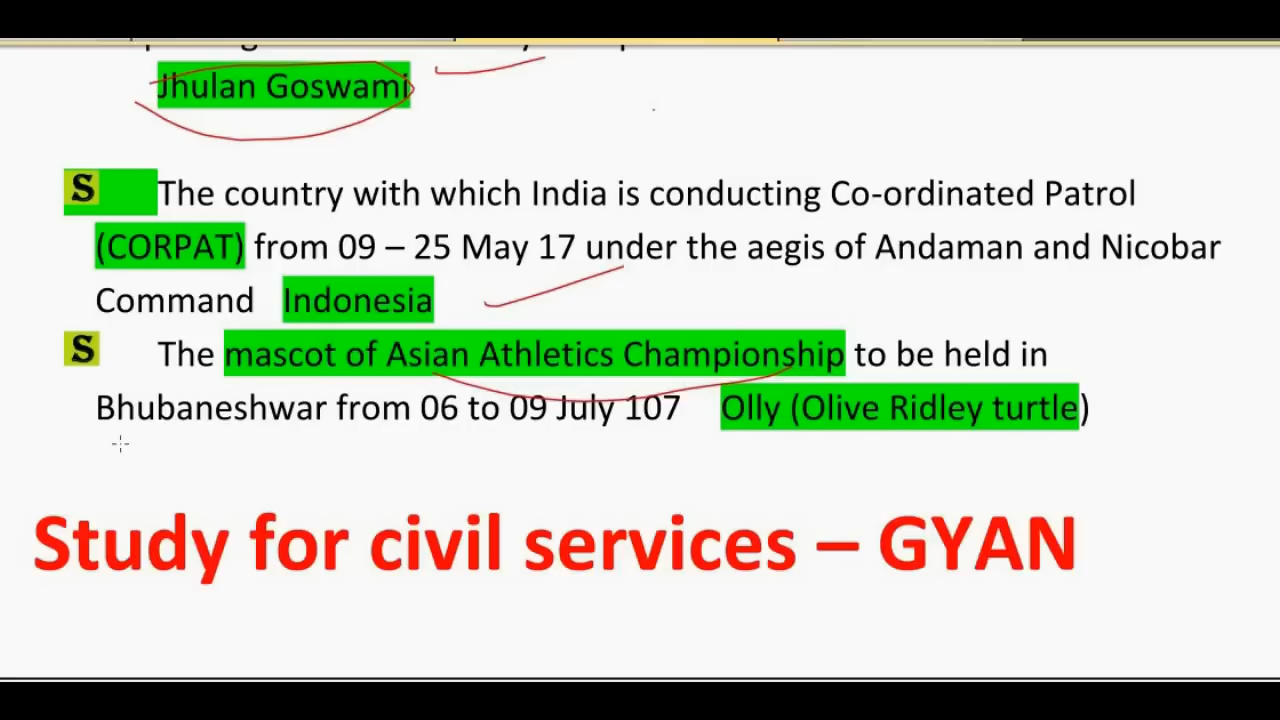 Jhulan Goswami
S The country with which India is conducting Co-ordinated Patrol
(CORPAT) from 09 – 25 May 17 under the aegis of Andaman and Nicobar
Command Indonesia
S The mascot of Asian Athletics Championship to be held in
Bhubaneshwar from 06 to 09 July 107 Olly (Olive Ridley turtle)
Study for civil services – GYAN